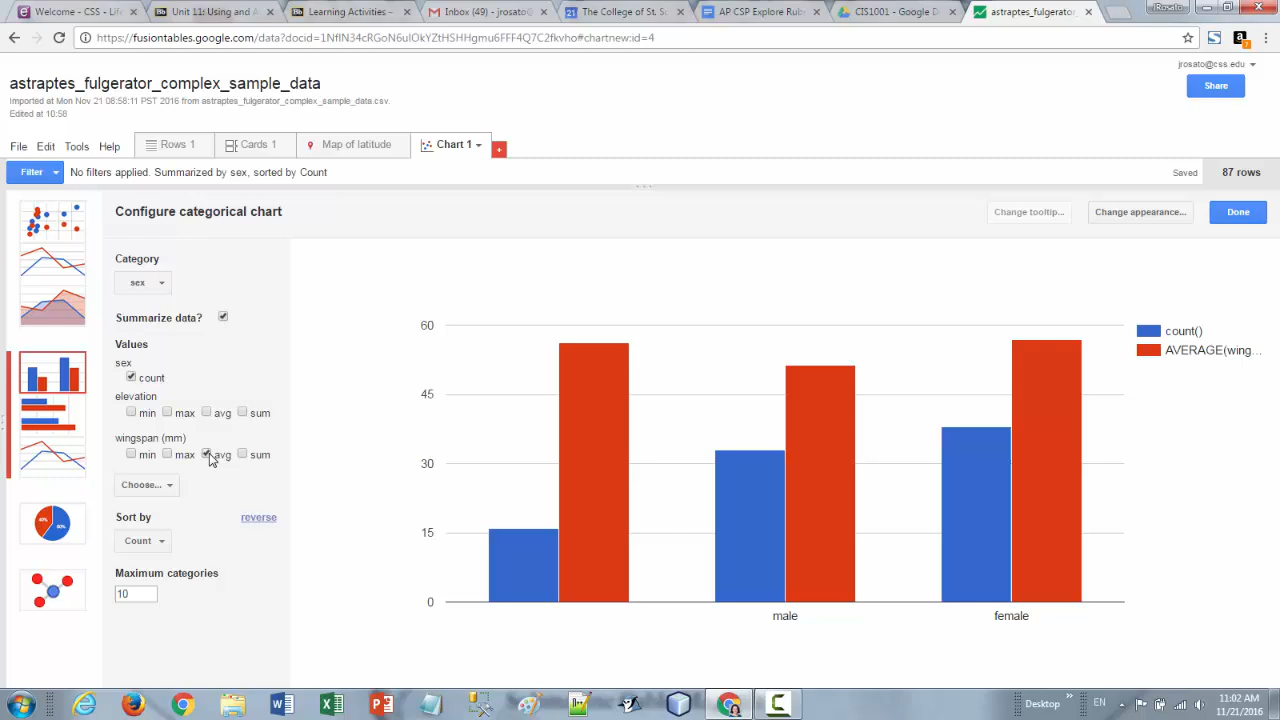 Welcome - CSS - Life
Unit 11: Using and A
Learning Activities –
Inbox (49) - jrosato@c
The College of St. Sc
AP CSP Explore Rub
CIS1001 - Google D
astraptes_fulgerator_
jRosato
https://fusiontables.google.com/data?docid=1NfIN34cRGoN6uIOkYZtHSHHgmu6FFF4Q7C2fkvho#chartnew:id=4
jrosato@css.edu
astraptes_fulgerator_complex_sample_data
Imported at Mon Nov 21 08:58:11 PST 2016 from astraptes_fulgerator_complex_sample_data.csv.
Edited at 10:58
Share
File Edit Tools Help
Rows 1
Cards 1
Map of latitude
Chart 1
+
Filter
No filters applied. Summarized by sex, sorted by Count
Saved
87 rows
Configure categorical chart
Change tooltip...
Change appearance...
Done
Category
sex
Summarize data?
Values
sex
count
elevation
min max avg sum
wingspan (mm)
min max avg sum
Choose...
Sort by
reverse
Count
Maximum categories
10
60
45
30
15
0
male
female
count()
AVERAGE(wing...
Desktop
EN
11:02 AM
11/21/2016